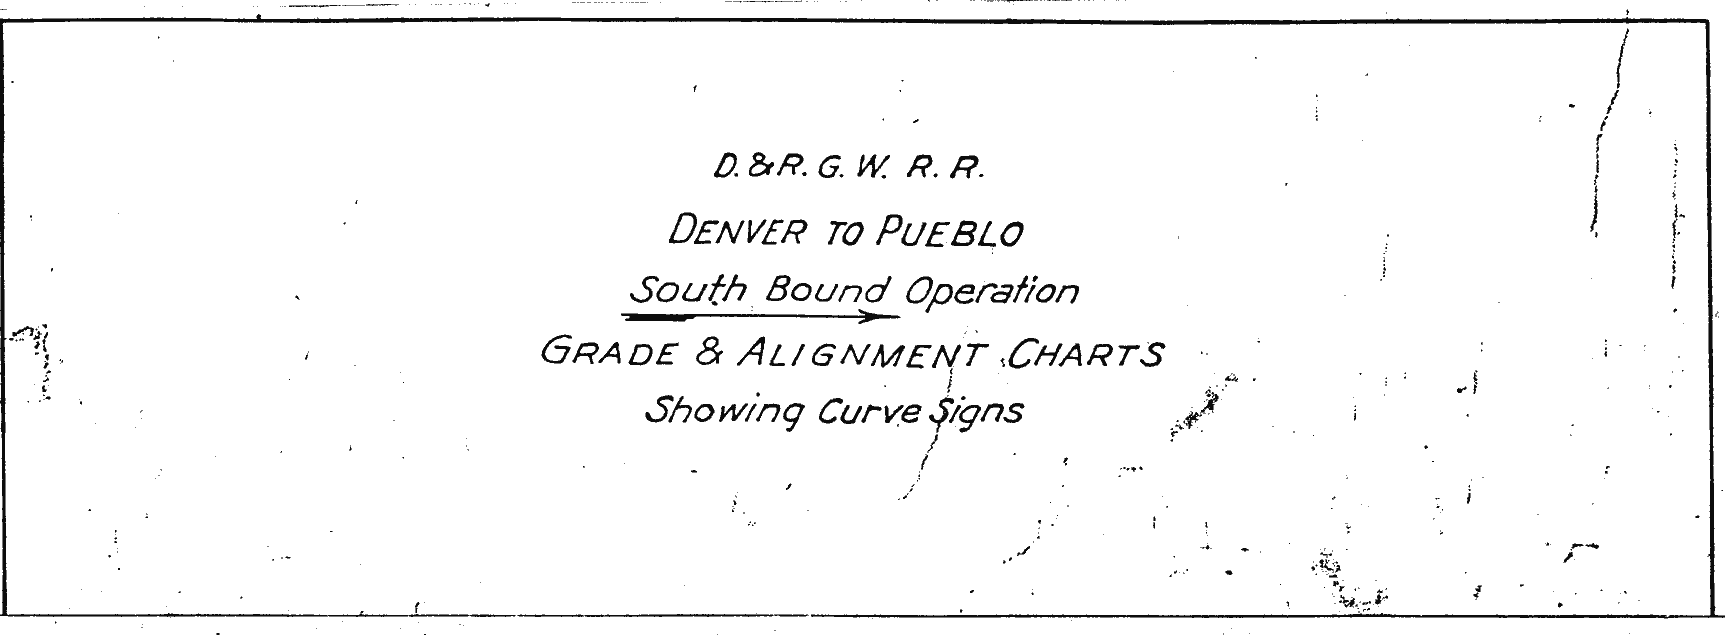 D. & R. G. W. R. R.
DENVER TO PUEBLO
South Bound Operation
GRADE & ALIGNMENT CHARTS
Showing Curve Signs